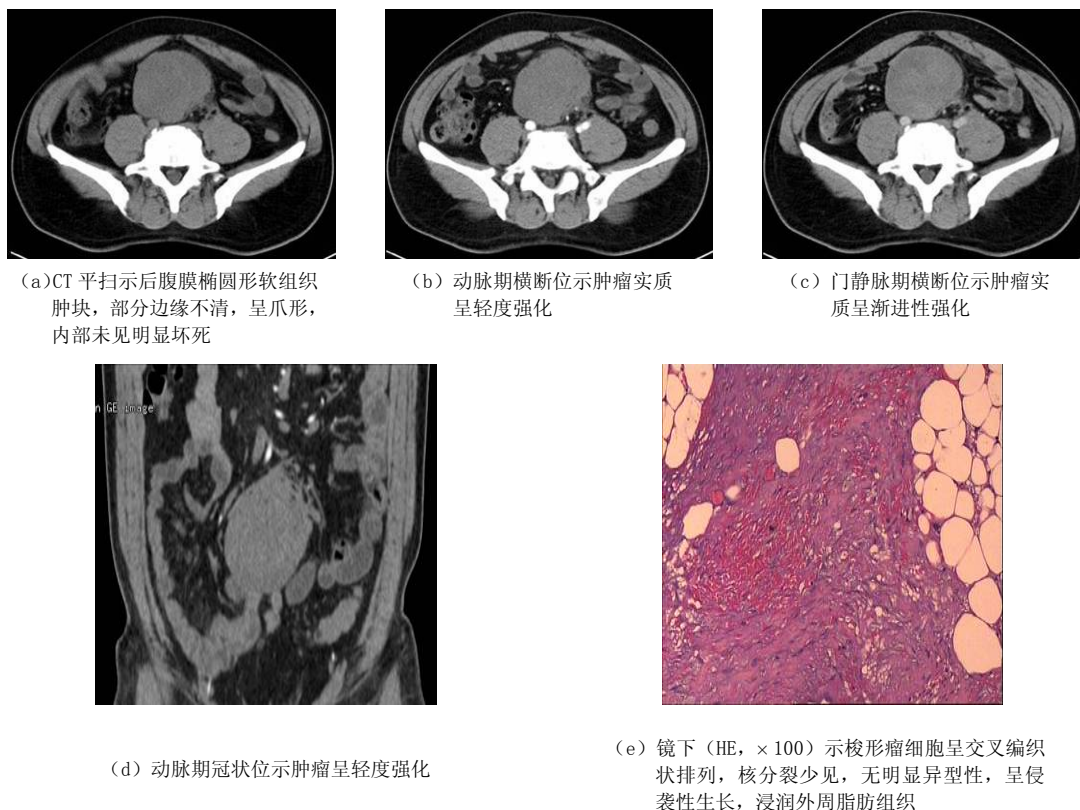 (a)CT 平扫示后腹膜椭圆形软组织
肿块，部分边缘不清，呈爪形，
内部未见明显坏死
(b) 动脉期横断位示肿瘤实质
呈轻度强化
(c) 门静脉期横断位示肿瘤实
质呈渐进性强化
n GE Image
(d) 动脉期冠状位示肿瘤呈轻度强化
(e) 镜下（HE，×100）示梭形瘤细胞呈交叉编织
状排列，核分裂少见，无明显异型性，呈侵
袭性生长，浸润外周脂肪组织